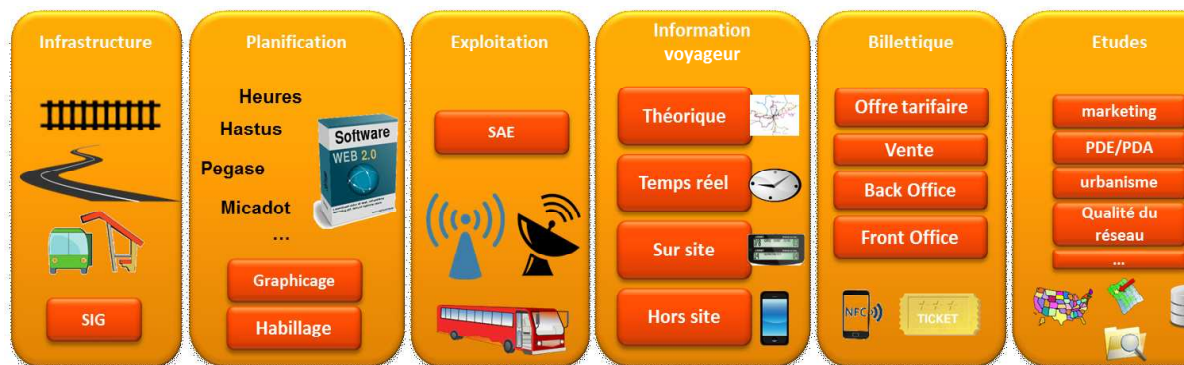 Infrastructure
SIG
Planification
Heures
Hastus
Pegase
Micadot
...
Software
WEB 2.0
Graphicage
Habillage
Exploitation
SAE
Information
voyageur
Théorique
Temps réel
Sur site
Hors site
Billettique
Offre tarifaire
Vente
Back Office
Front Office
NFC
TICKET
Etudes
marketing
PDE/PDA
urbanisme
Qualité du
réseau
...